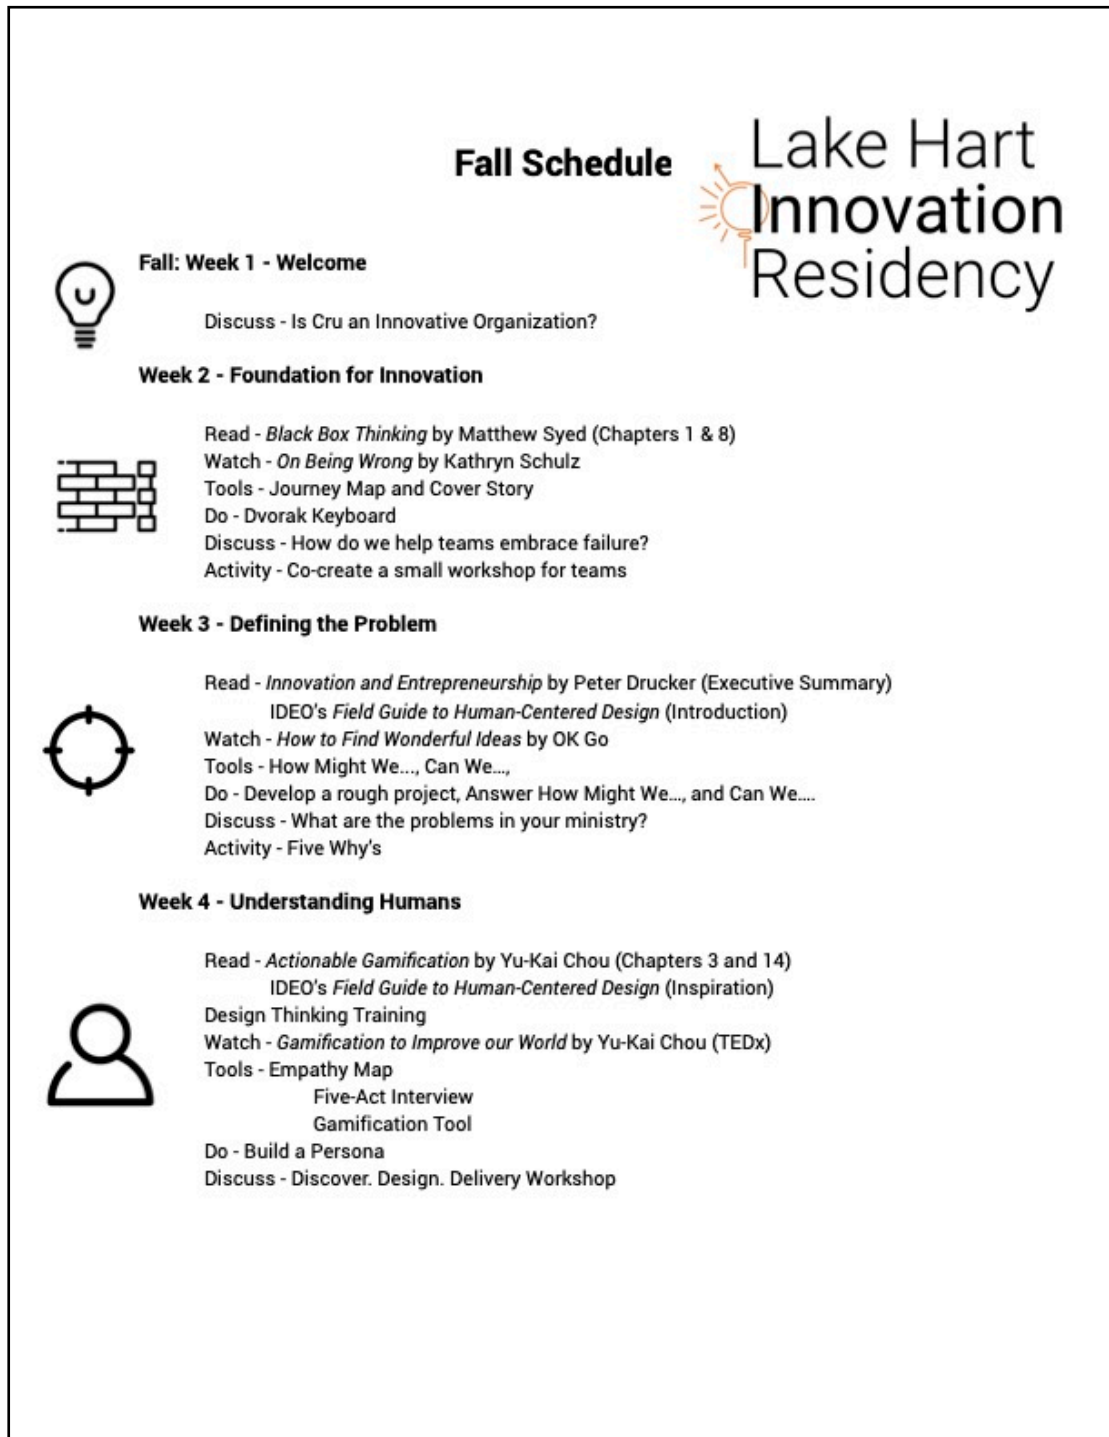 Fall Schedule
Lake Hart
Innovation
Residency
Fall: Week 1 - Welcome
Discuss - Is Cru an Innovative Organization?
Week 2 - Foundation for Innovation
Read - Black Box Thinking by Matthew Syed (Chapters 1 & 8)
Watch - On Being Wrong by Kathryn Schulz
Tools - Journey Map and Cover Story
Do - Dvorak Keyboard
Discuss - How do we help teams embrace failure?
Activity - Co-create a small workshop for teams
Week 3 - Defining the Problem
Read - Innovation and Entrepreneurship by Peter Drucker (Executive Summary)
IDEO's Field Guide to Human-Centered Design (Introduction)
Watch - How to Find Wonderful Ideas by OK Go
Tools - How Might We..., Can We...,
Do - Develop a rough project, Answer How Might We..., and Can We....
Discuss - What are the problems in your ministry?
Activity - Five Why's
Week 4 - Understanding Humans
Read - Actionable Gamification by Yu-Kai Chou (Chapters 3 and 14)
IDEO's Field Guide to Human-Centered Design (Inspiration)
Design Thinking Training
Watch - Gamification to Improve our World by Yu-Kai Chou (TEDx)
Tools - Empathy Map
Five-Act Interview
Gamification Tool
Do - Build a Persona
Discuss - Discover. Design. Delivery Workshop